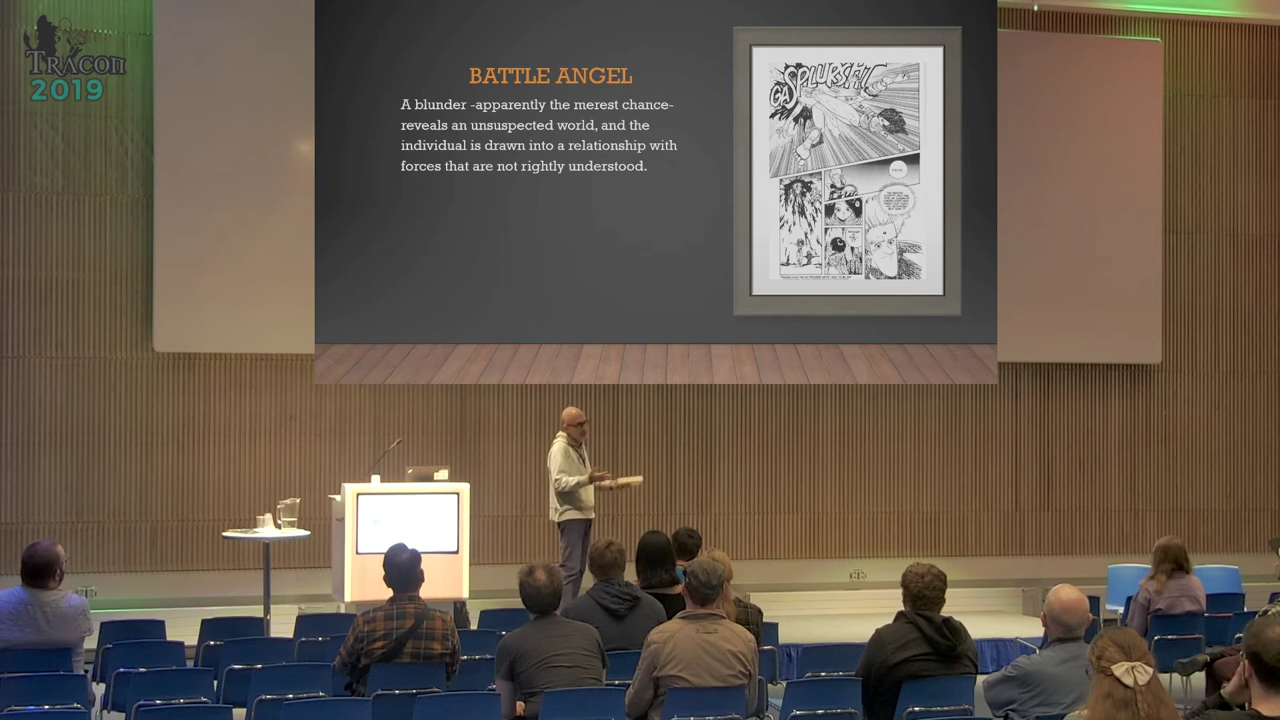 TRACON
2019
BATTLE ANGEL
A blunder -apparently the merest chance-
reveals an unsuspected world, and the
individual is drawn into a relationship with
forces that are not rightly understood.